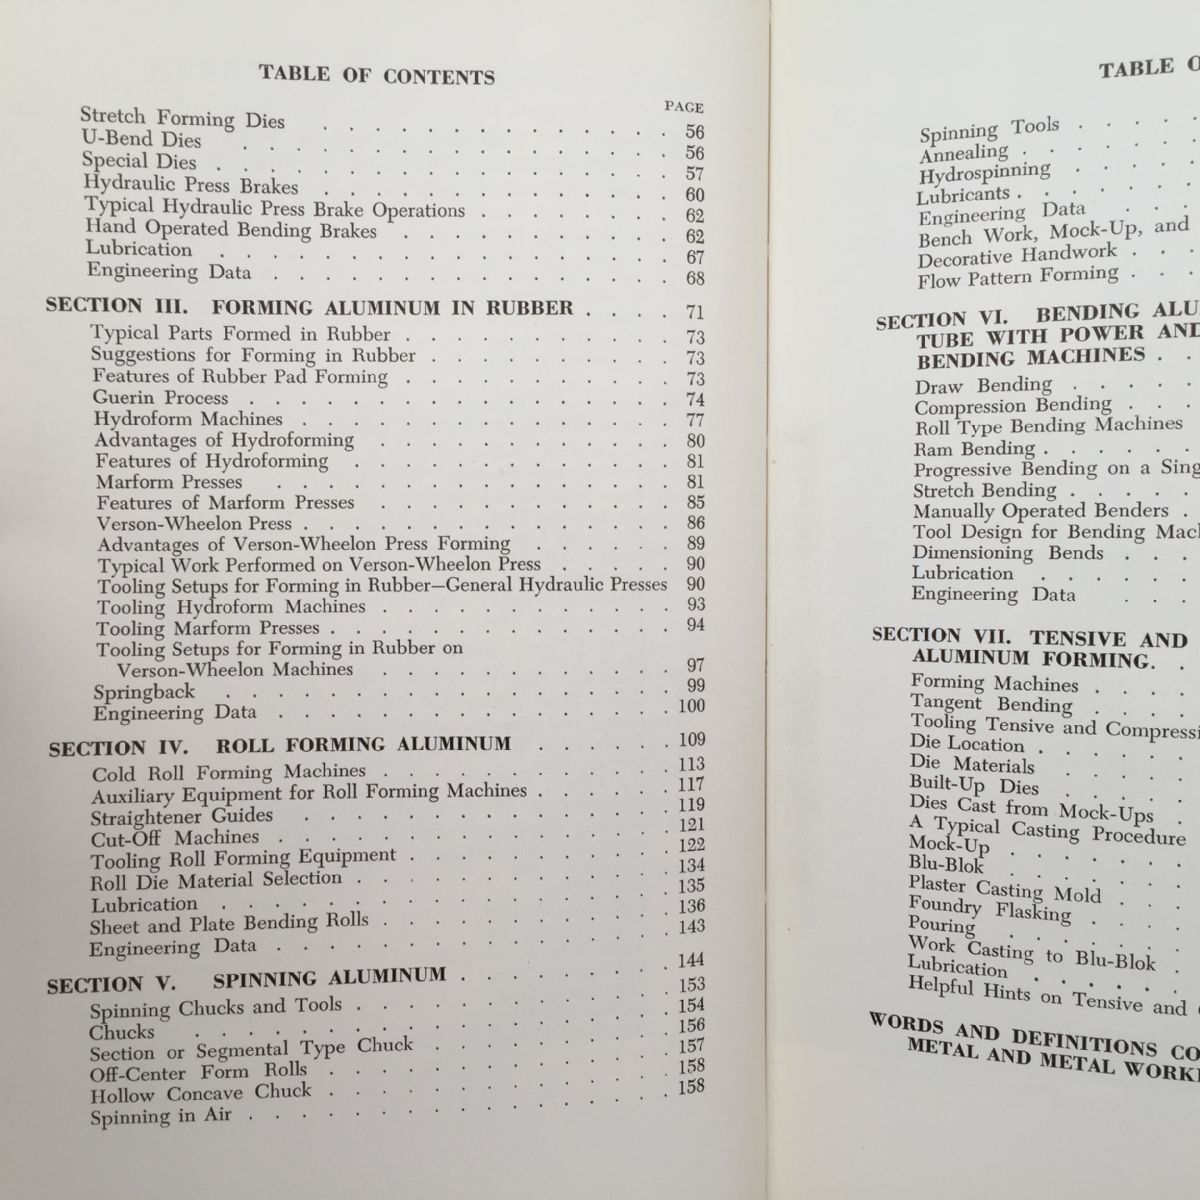 TABLE OF CONTENTS
PAGE
Stretch Forming Dies . . . . . . . . . . . . . . 56
U-Bend Dies . . . . . . . . . . . . . . . . . 56
Special Dies . . . . . . . . . . . . . . . . . . 57
Hydraulic Press Brakes . . . . . . . . . . . . . . 60
Typical Hydraulic Press Brake Operations . . . . . . . . 62
Hand Operated Bending Brakes . . . . . . . . . . . 62
Lubrication . . . . . . . . . . . . . . . . . . 67
Engineering Data . . . . . . . . . . . . . . . . 68
SECTION III. FORMING ALUMINUM IN RUBBER . . . . 71
Typical Parts Formed in Rubber . . . . . . . . . . . 73
Suggestions for Forming in Rubber . . . . . . . . . . 73
Features of Rubber Pad Forming . . . . . . . . . . . 73
Guerin Process . . . . . . . . . . . . . . . . . 74
Hydroform Machines . . . . . . . . . . . . . . . 77
Advantages of Hydroforming . . . . . . . . . . . . 80
Features of Hydroforming . . . . . . . . . . . . . 81
Marform Presses . . . . . . . . . . . . . . . . 81
Features of Marform Presses . . . . . . . . . . . . 85
Verson-Wheelon Press . . . . . . . . . . . . . . . 86
Advantages of Verson-Wheelon Press Forming . . . . . . 89
Typical Work Performed on Verson-Wheelon Press . . . . . 90
Tooling Setups for Forming in Rubber—General Hydraulic Presses 90
Tooling Hydroform Machines . . . . . . . . . . . . 93
Tooling Marform Presses . . . . . . . . . . . . . . 94
Tooling Setups for Forming in Rubber on
Verson-Wheelon Machines . . . . . . . . . . . . 97
Springback . . . . . . . . . . . . . . . . . . 99
Engineering Data . . . . . . . . . . . . . . . . 100
SECTION IV. ROLL FORMING ALUMINUM . . . . . . 109
Cold Roll Forming Machines . . . . . . . . . . . . 113
Auxiliary Equipment for Roll Forming Machines . . . . . . 117
Straightener Guides . . . . . . . . . . . . . . . 119
Cut-Off Machines . . . . . . . . . . . . . . . . 121
Tooling Roll Forming Equipment . . . . . . . . . . . 122
Roll Die Material Selection . . . . . . . . . . . . . 134
Lubrication . . . . . . . . . . . . . . . . . . 135
Sheet and Plate Bending Rolls . . . . . . . . . . . . 136
Engineering Data . . . . . . . . . . . . . . . . 143
SECTION V. SPINNING ALUMINUM . . . . . . . . . 144
Spinning Chucks and Tools . . . . . . . . . . . . . 153
Chucks . . . . . . . . . . . . . . . . . . . 154
Section or Segmental Type Chuck . . . . . . . . . . 156
Off-Center Form Rolls . . . . . . . . . . . . . . 157
Hollow Concave Chuck . . . . . . . . . . . . . . 158
Spinning in Air . . . . . . . . . . . . . . . . . 158
TABLE O
Spinning Tools . . . .
Annealing . . . . . .
Hydrospinning . . . .
Lubricants . . . . . .
Engineering Data . . .
Bench Work, Mock-Up, and
Decorative Handwork . . .
Flow Pattern Forming . . .
SECTION VI. BENDING ALU
TUBE WITH POWER AND
BENDING MACHINES . .
Draw Bending . . . .
Compression Bending . . .
Roll Type Bending Machines
Ram Bending . . . . . .
Progressive Bending on a Sing
Stretch Bending . . . .
Manually Operated Benders .
Tool Design for Bending Mach
Dimensioning Bends . . .
Lubrication . . . . .
Engineering Data . . .
SECTION VII. TENSIVE AND
ALUMINUM FORMING . .
Forming Machines . . . .
Tangent Bending . . . .
Tooling Tensive and Compressi
Die Location . . . . .
Die Materials . . . . .
Built-Up Dies . . . . .
Dies Cast from Mock-Ups .
A Typical Casting Procedure
Mock-Up . . . . . .
Blu-Blok . . . . . .
Plaster Casting Mold . . .
Foundry Flasking . . . .
Pouring . . . . . .
Work Casting to Blu-Blok .
Lubrication . . . . . .
Helpful Hints on Tensive and
WORDS AND DEFINITIONS CO
METAL AND METAL WORK